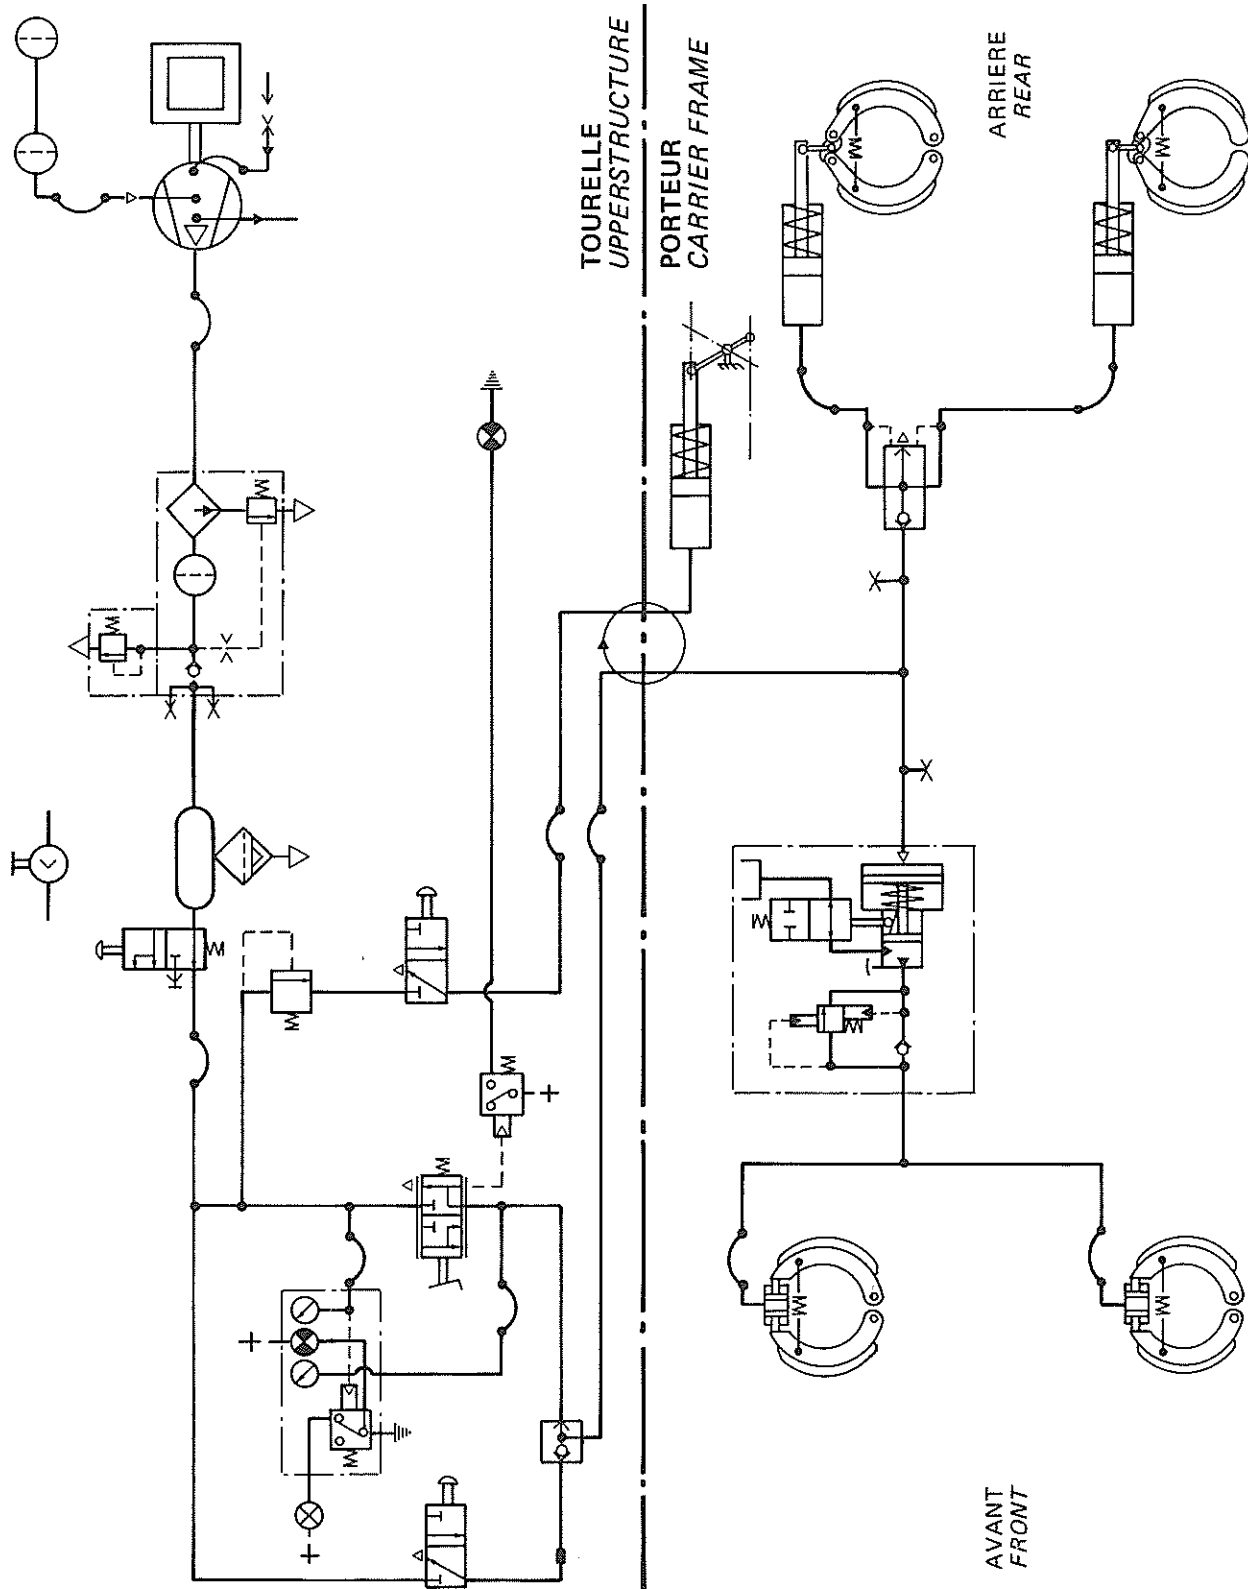 TOURELLE
UPPERSTRUCTURE
PORTEUR
CARRIER FRAME
ARRIERE
REAR
AVANT
FRONT